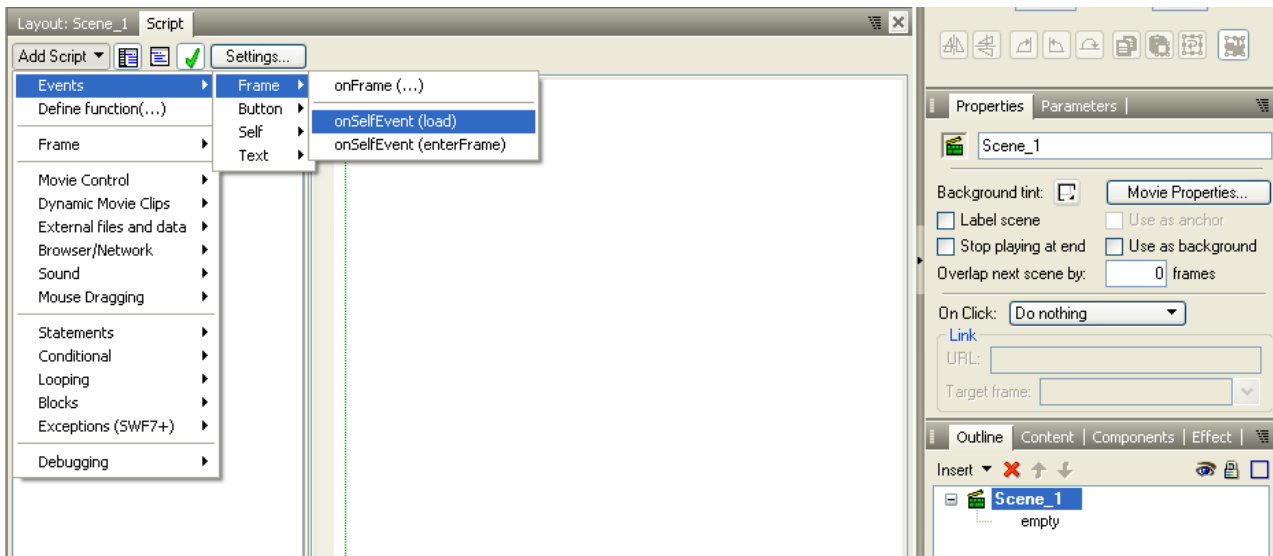 Layout: Scene_1 Script
Add Script Settings...
Events
Define function(...)
Frame
Movie Control
Dynamic Movie Clips
External files and data
Browser/Network
Sound
Mouse Dragging
Statements
Conditional
Looping
Blocks
Exceptions (SWF7+)
Debugging
Frame
Button
Self
Text
onFrame (...)
onSelfEvent (load)
onSelfEvent (enterFrame)
Properties Parameters
Scene_1
Background tint: Movie Properties...
Label scene Use as anchor
Stop playing at end Use as background
Overlap next scene by: 0 frames
On Click: Do nothing
Link
URL:
Target frame:
Outline Content Components Effect
Insert
Scene_1
empty